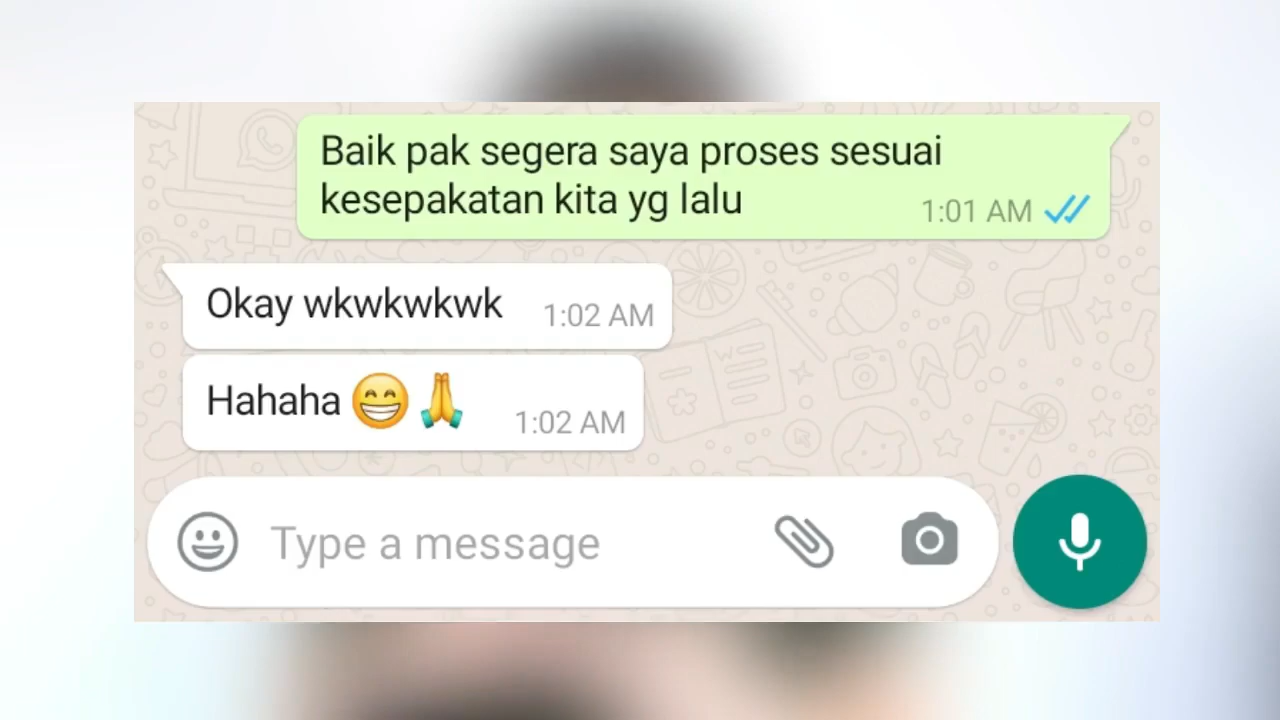 Baik pak segera saya proses sesuai
kesepakatan kita yg lalu
1:01 AM
Okay wkwkwkwk 1:02 AM
Hahaha 😁🙏 1:02 AM
Type a message